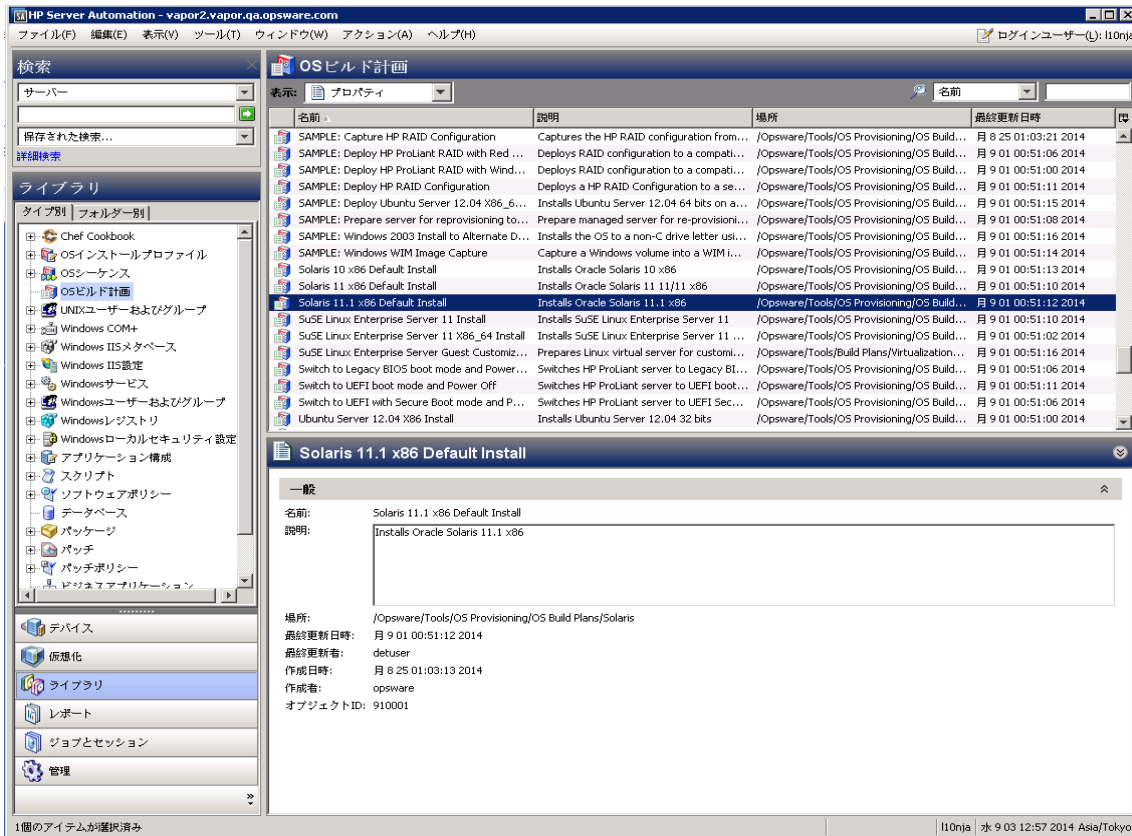 HP Server Automation - vapor2.vapor.qa.opsware.com
ファイル(F) 編集(E) 表示(V) ツール(T) ウィンドウ(W) アクション(A) ヘルプ(H) ログインユーザー(L): l10nja
検索
サーバー
保存された検索...
詳細検索
ライブラリ
タイプ別 フォルダー別
Chef Cookbook
OSインストールプロファイル
OSシーケンス
OSビルド計画
UNIXユーザーおよびグループ
Windows COM+
Windows IISメタベース
Windows IIS設定
Windowsサービス
Windowsユーザーおよびグループ
Windowsレジストリ
Windowsローカルセキュリティ設定
アプリケーション構成
スクリプト
ソフトウェアポリシー
データベース
パッケージ
パッチ
パッチポリシー
ビジネスアプリケーション
デバイス
仮想化
ライブラリ
レポート
ジョブとセッション
管理
OSビルド計画
表示: プロパティ 名前
名前 説明 場所 最終更新日時
SAMPLE: Capture HP RAID Configuration Captures the HP RAID configuration from... /Opsware/Tools/OS Provisioning/OS Build... 月 8 25 01:03:21 2014
SAMPLE: Deploy HP ProLiant RAID with Red ... Deploys RAID configuration to a compati... /Opsware/Tools/OS Provisioning/OS Build... 月 9 01 00:51:06 2014
SAMPLE: Deploy HP ProLiant RAID with Wind... Deploys RAID configuration to a compati... /Opsware/Tools/OS Provisioning/OS Build... 月 9 01 00:51:00 2014
SAMPLE: Deploy HP RAID Configuration Deploys a HP RAID Configuration to a se... /Opsware/Tools/OS Provisioning/OS Build... 月 9 01 00:51:11 2014
SAMPLE: Deploy Ubuntu Server 12.04 X86_6... Installs Ubuntu Server 12.04 64 bits on a... /Opsware/Tools/OS Provisioning/OS Build... 月 9 01 00:51:15 2014
SAMPLE: Prepare server for reprovisioning to... Prepare managed server for re-provisioni... /Opsware/Tools/OS Provisioning/OS Build... 月 9 01 00:51:08 2014
SAMPLE: Windows 2003 Install to Alternate D... Installs the OS to a non-C drive letter usi... /Opsware/Tools/OS Provisioning/OS Build... 月 9 01 00:51:16 2014
SAMPLE: Windows WIM Image Capture Capture a Windows volume into a WIM i... /Opsware/Tools/OS Provisioning/OS Build... 月 9 01 00:51:14 2014
Solaris 10 x86 Default Install Installs Oracle Solaris 10 x86 /Opsware/Tools/OS Provisioning/OS Build... 月 9 01 00:51:13 2014
Solaris 11 x86 Default Install Installs Oracle Solaris 11 11/11 x86 /Opsware/Tools/OS Provisioning/OS Build... 月 9 01 00:51:10 2014
Solaris 11.1 x86 Default Install Installs Oracle Solaris 11.1 x86 /Opsware/Tools/OS Provisioning/OS Build... 月 9 01 00:51:12 2014
SuSE Linux Enterprise Server 11 Install Installs SuSE Linux Enterprise Server 11 /Opsware/Tools/OS Provisioning/OS Build... 月 9 01 00:51:10 2014
SuSE Linux Enterprise Server 11 X86_64 Install Installs SuSE Linux Enterprise Server 11 ... /Opsware/Tools/OS Provisioning/OS Build... 月 9 01 00:51:02 2014
SuSE Linux Enterprise Server Guest Customiz... Prepares Linux virtual server for customi... /Opsware/Tools/Build Plans/Virtualization... 月 9 01 00:51:16 2014
Switch to Legacy BIOS boot mode and Power... Switches HP ProLiant server to Legacy BI... /Opsware/Tools/OS Provisioning/OS Build... 月 9 01 00:51:06 2014
Switch to UEFI boot mode and Power Off Switches HP ProLiant server to UEFI boot... /Opsware/Tools/OS Provisioning/OS Build... 月 9 01 00:51:11 2014
Switch to UEFI with Secure Boot mode and P... Switches HP ProLiant server to UEFI Sec... /Opsware/Tools/OS Provisioning/OS Build... 月 9 01 00:51:06 2014
Ubuntu Server 12.04 X86 Install Installs Ubuntu Server 12.04 32 bits /Opsware/Tools/OS Provisioning/OS Build... 月 9 01 00:51:00 2014
Solaris 11.1 x86 Default Install
一般
名前: Solaris 11.1 x86 Default Install
説明: Installs Oracle Solaris 11.1 x86
場所: /Opsware/Tools/OS Provisioning/OS Build Plans/Solaris
最終更新日時: 月 9 01 00:51:12 2014
最終更新者: detuser
作成日時: 月 8 25 01:03:13 2014
作成者: opsware
オブジェクトID: 910001
1個のアイテムが選択済み l10nja 水 9 03 12:57 2014 Asia/Tokyo